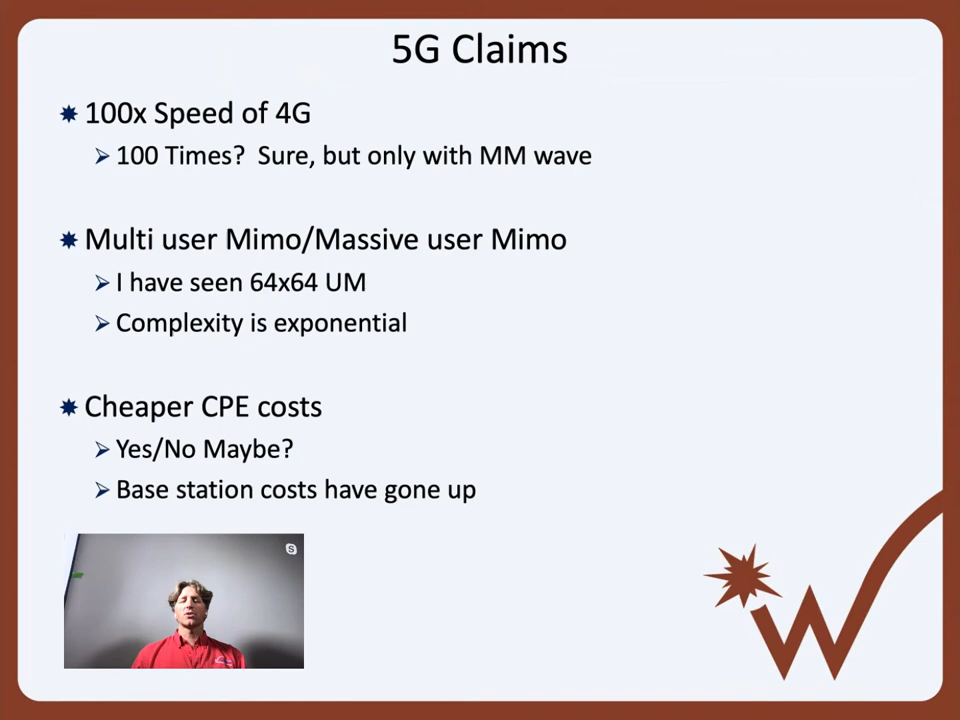 5G Claims
100x Speed of 4G
100 Times? Sure, but only with MM wave
Multi user Mimo/Massive user Mimo
I have seen 64x64 UM
Complexity is exponential
Cheaper CPE costs
Yes/No Maybe?
Base station costs have gone up
W